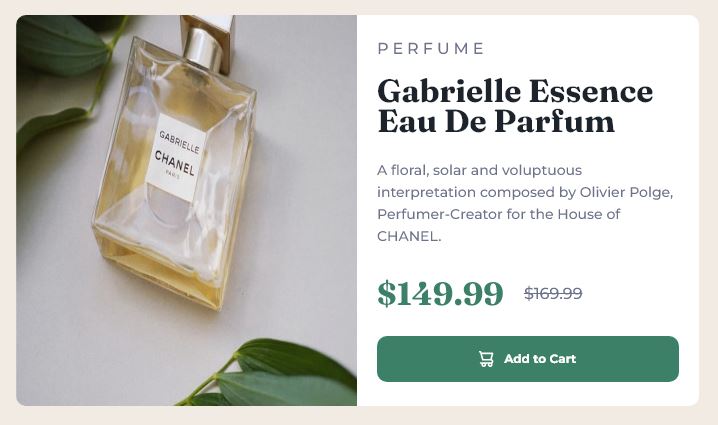 GABRIELLE
CHANEL
PARIS
PERFUME
Gabrielle Essence
Eau De Parfum
A floral, solar and voluptuous
interpretation composed by Olivier Polge,
Perfumer-Creator for the House of
CHANEL.
$149.99 $169.99
Add to Cart